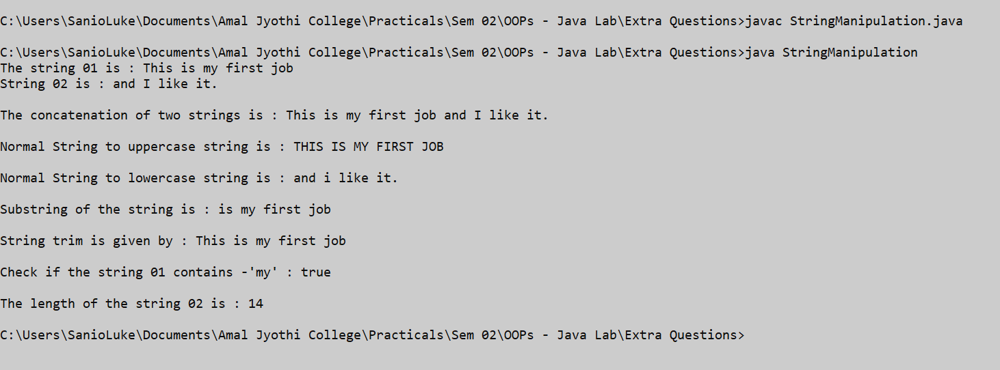 C:\Users\SanioLuke\Documents\Amal Jyothi College\Practicals\Sem 02\OOPs - Java Lab\Extra Questions>javac StringManipulation.java
C:\Users\SanioLuke\Documents\Amal Jyothi College\Practicals\Sem 02\OOPs - Java Lab\Extra Questions>java StringManipulation
The string 01 is : This is my first job
String 02 is : and I like it.
The concatenation of two strings is : This is my first job and I like it.
Normal String to uppercase string is : THIS IS MY FIRST JOB
Normal String to lowercase string is : and i like it.
Substring of the string is : is my first job
String trim is given by : This is my first job
Check if the string 01 contains -'my' : true
The length of the string 02 is : 14
C:\Users\SanioLuke\Documents\Amal Jyothi College\Practicals\Sem 02\OOPs - Java Lab\Extra Questions>